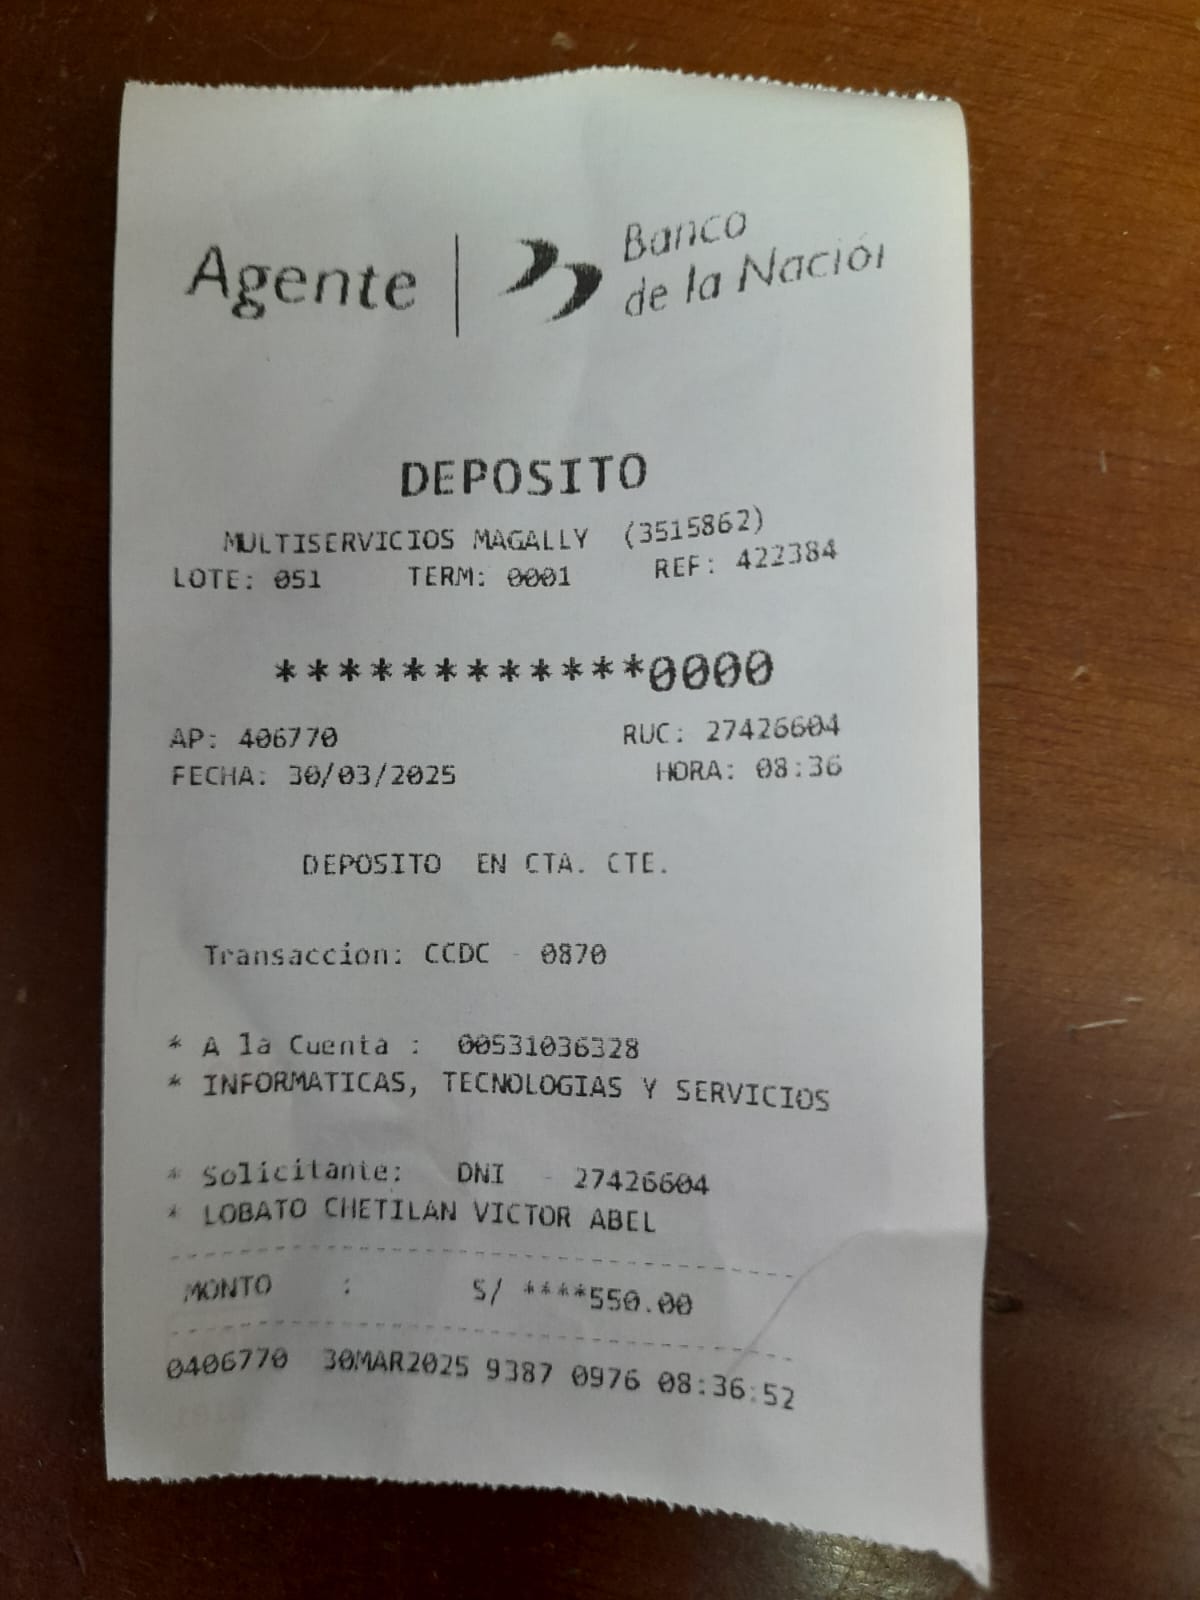 Agente | Banco
de la Nación
DEPOSITO
MULTISERVICIOS MAGALLY (3515862)
LOTE: 051 TERM: 0001 REF: 422384
************0000
AP: 406770 RUC: 27426604
FECHA: 30/03/2025 HORA: 08:36
DEPOSITO EN CTA. CTE.
Transaccion: CCDC - 0870
* A la Cuenta : 00531036328
* INFORMATICAS, TECNOLOGIAS Y SERVICIOS
* Solicitante: DNI - 27426604
* LOBATO CHETILAN VICTOR ABEL
MONTO : S/ ****550.00
0406770 30MAR2025 9387 0976 08:36:52